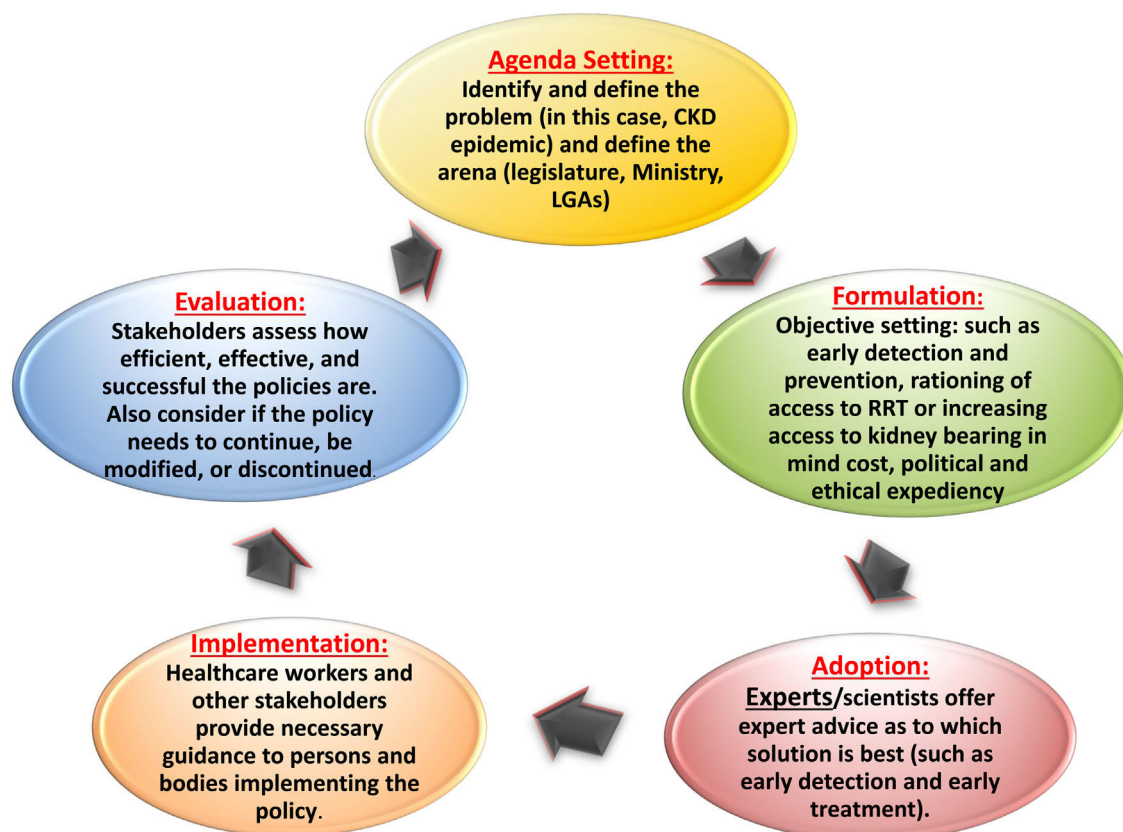 Agenda Setting:
Identify and define the
problem (in this case, CKD
epidemic) and define the
arena (legislature, Ministry,
LGAs)
Formulation:
Objective setting: such as
early detection and
prevention, rationing of
access to RRT or increasing
access to kidney bearing in
mind cost, political and
ethical expediency
Adoption:
Experts/scientists offer
expert advice as to which
solution is best (such as
early detection and early
treatment).
Implementation:
Healthcare workers and
other stakeholders
provide necessary
guidance to persons and
bodies implementing the
policy.
Evaluation:
Stakeholders assess how
efficient, effective, and
successful the policies are.
Also consider if the policy
needs to continue, be
modified, or discontinued.